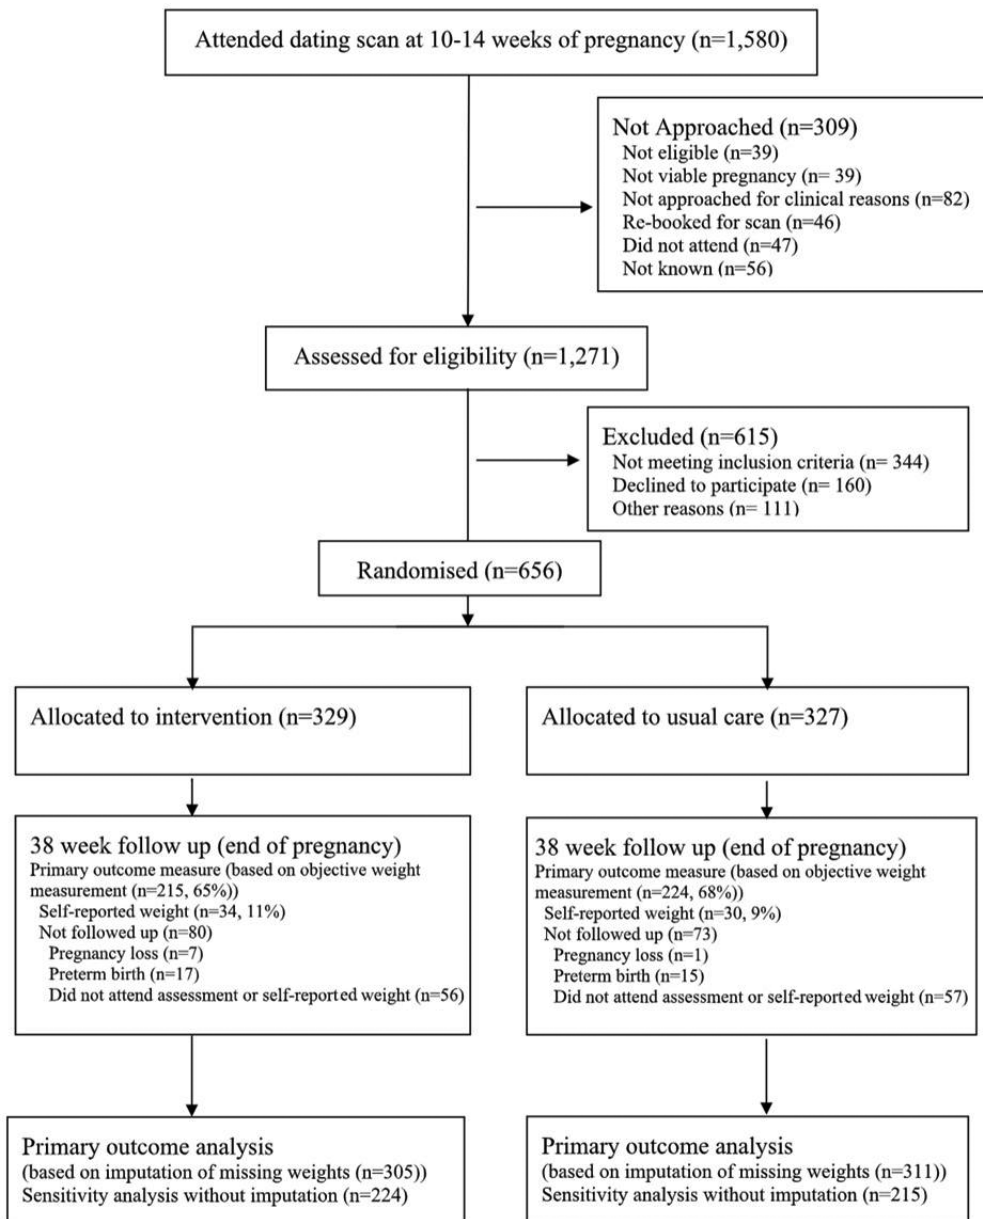 Attended dating scan at 10-14 weeks of pregnancy (n=1,580)
Not Approached (n=309)
Not eligible (n=39)
Not viable pregnancy (n= 39)
Not approached for clinical reasons (n=82)
Re-booked for scan (n=46)
Did not attend (n=47)
Not known (n=56)
Assessed for eligibility (n=1,271)
Excluded (n=615)
Not meeting inclusion criteria (n= 344)
Declined to participate (n= 160)
Other reasons (n= 111)
Randomised (n=656)
Allocated to intervention (n=329)
Allocated to usual care (n=327)
38 week follow up (end of pregnancy)
Primary outcome measure (based on objective weight
measurement (n=215, 65%))
Self-reported weight (n=34, 11%)
Not followed up (n=80)
Pregnancy loss (n=7)
Preterm birth (n=17)
Did not attend assessment or self-reported weight (n=56)
38 week follow up (end of pregnancy)
Primary outcome measure (based on objective weight
measurement (n=224, 68%))
Self-reported weight (n=30, 9%)
Not followed up (n=73)
Pregnancy loss (n=1)
Preterm birth (n=15)
Did not attend assessment or self-reported weight (n=57)
Primary outcome analysis
(based on imputation of missing weights (n=305))
Sensitivity analysis without imputation (n=224)
Primary outcome analysis
(based on imputation of missing weights (n=311))
Sensitivity analysis without imputation (n=215)